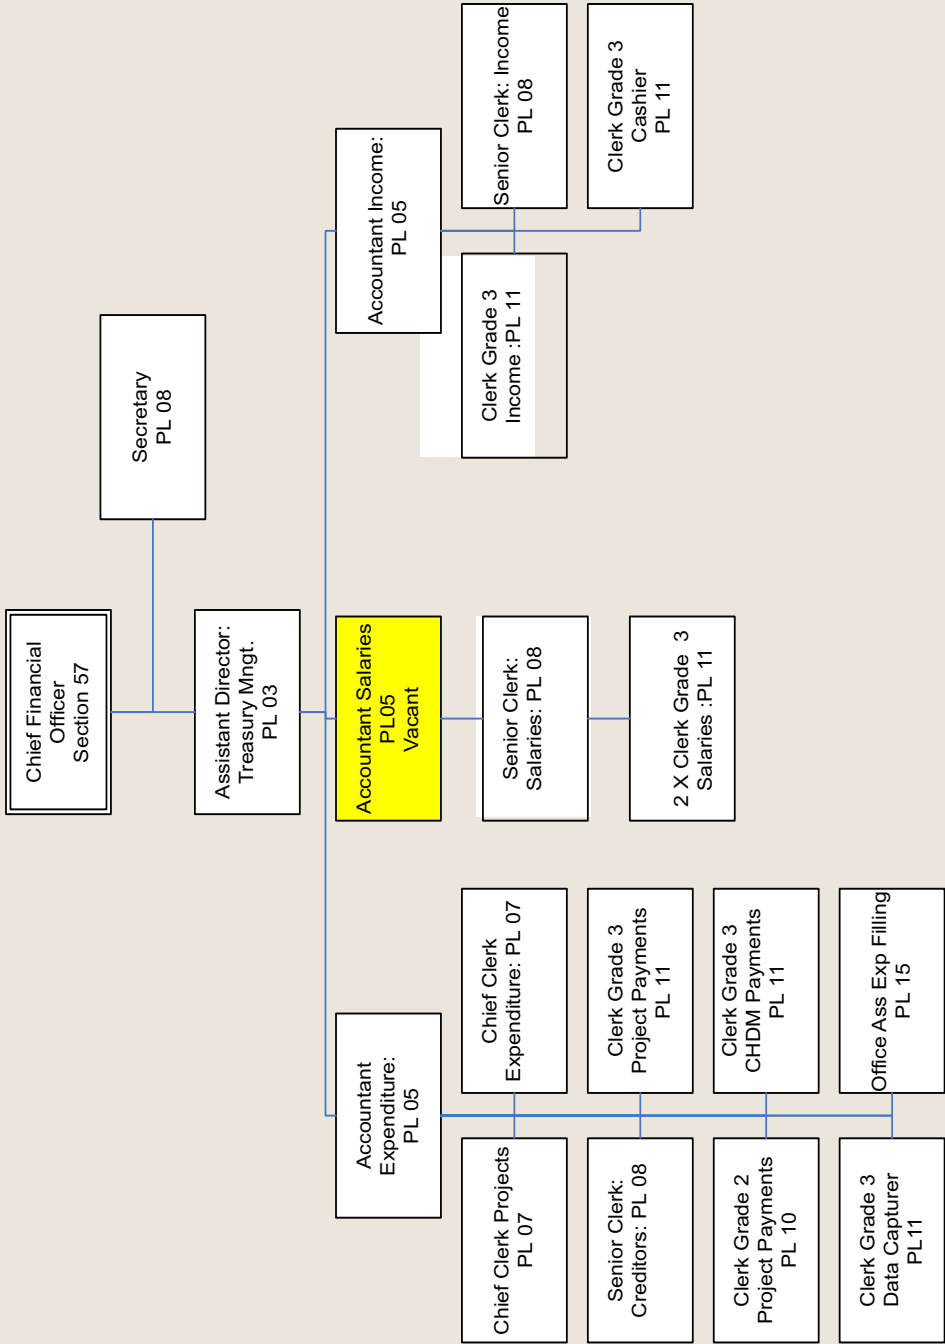 Chief Financial
Officer
Section 57
Secretary
PL 08
Assistant Director:
Treasury Mngt.
PL 03
Accountant
Expenditure:
PL 05
Accountant Salaries
PL05
Vacant
Accountant Income:
PL 05
Chief Clerk Projects
PL 07
Chief Clerk
Expenditure: PL 07
Senior Clerk:
Creditors: PL 08
Clerk Grade 3
Project Payments
PL 11
Clerk Grade 2
Project Payments
PL 10
Clerk Grade 3
CHDM Payments
PL 11
Clerk Grade 3
Data Capturer
PL11
Office Ass Exp Filling
PL 15
Senior Clerk:
Salaries: PL 08
2 X Clerk Grade 3
Salaries :PL 11
Clerk Grade 3
Income :PL 11
Senior Clerk: Income
PL 08
Clerk Grade 3
Cashier
PL 11